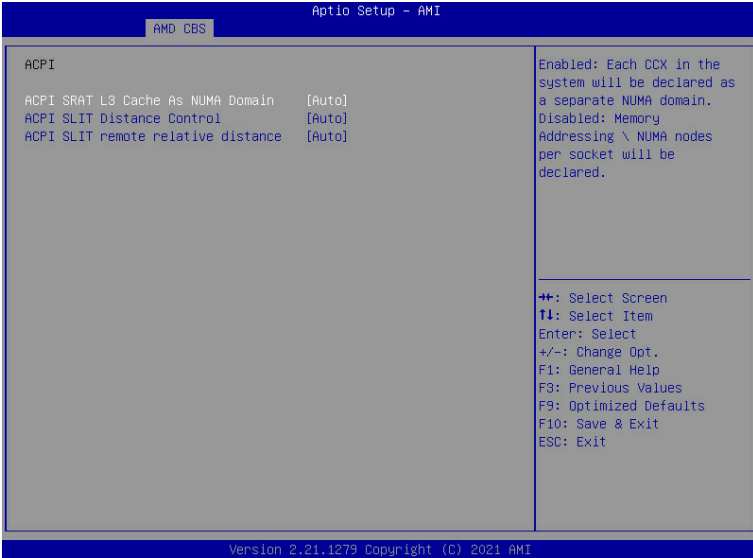 Aptio Setup – AMI
AMD CBS
ACPI
ACPI SRAT L3 Cache As NUMA Domain [Auto]
ACPI SLIT Distance Control [Auto]
ACPI SLIT remote relative distance [Auto]
Enabled: Each CCX in the
system will be declared as
a separate NUMA domain.
Disabled: Memory
Addressing \ NUMA nodes
per socket will be
declared.
→←: Select Screen
↑↓: Select Item
Enter: Select
+/-: Change Opt.
F1: General Help
F3: Previous Values
F9: Optimized Defaults
F10: Save & Exit
ESC: Exit
Version 2.21.1279 Copyright (C) 2021 AMI